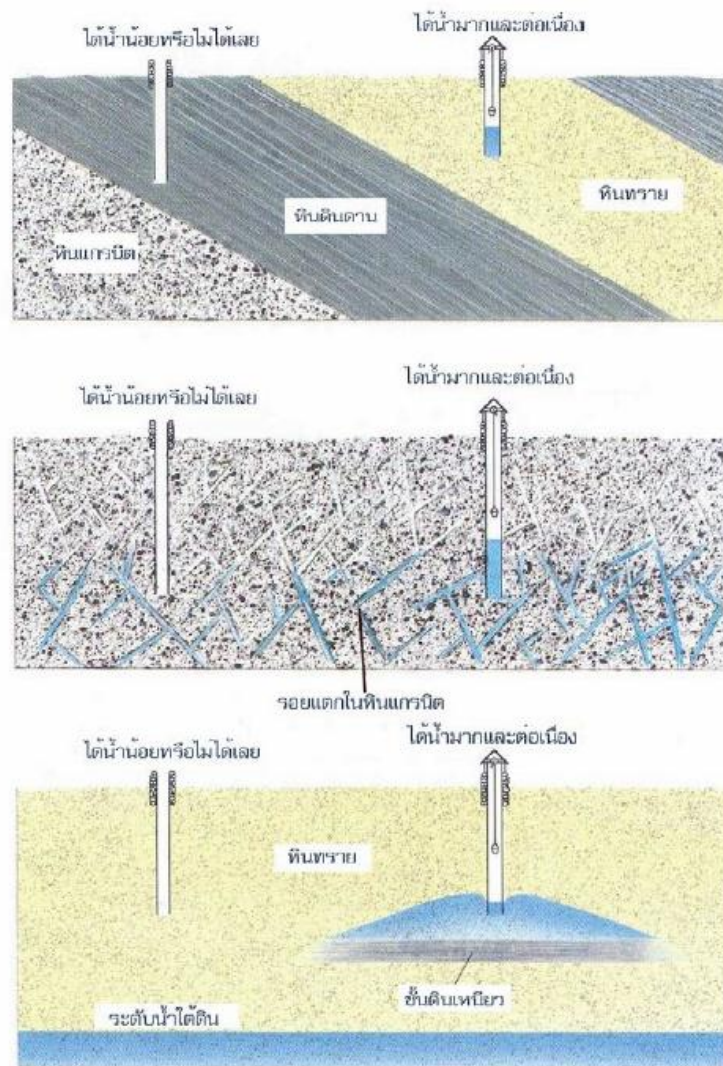 ได้น้ำมากและต่อเนื่อง
ได้น้ำน้อยหรือไม่ได้เลย
หินทราย
หินดินดาน
หินแกรนิต
ได้น้ำมากและต่อเนื่อง
ได้น้ำน้อยหรือไม่ได้เลย
รอยแตกในหินแกรนิต
ได้น้ำมากและต่อเนื่อง
ได้น้ำน้อยหรือไม่ได้เลย
หินทราย
ชั้นดินเหนียว
ระดับน้ำใต้ดิน